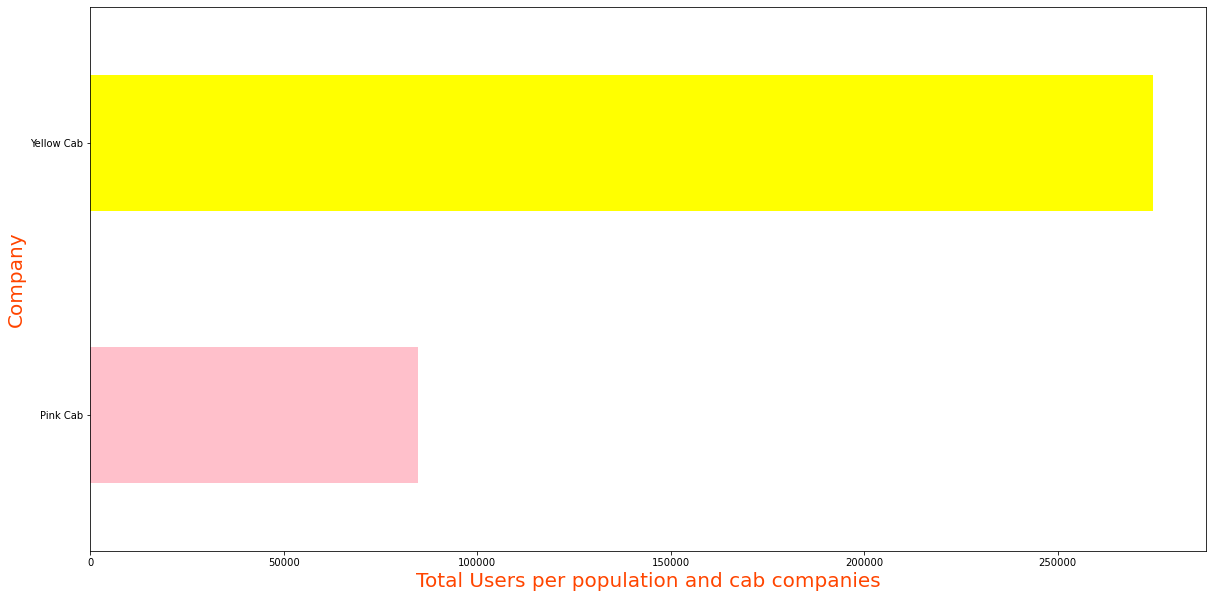 Yellow Cab
Company
Pink Cab
0 50000 100000 150000 200000 250000
Total Users per population and cab companies